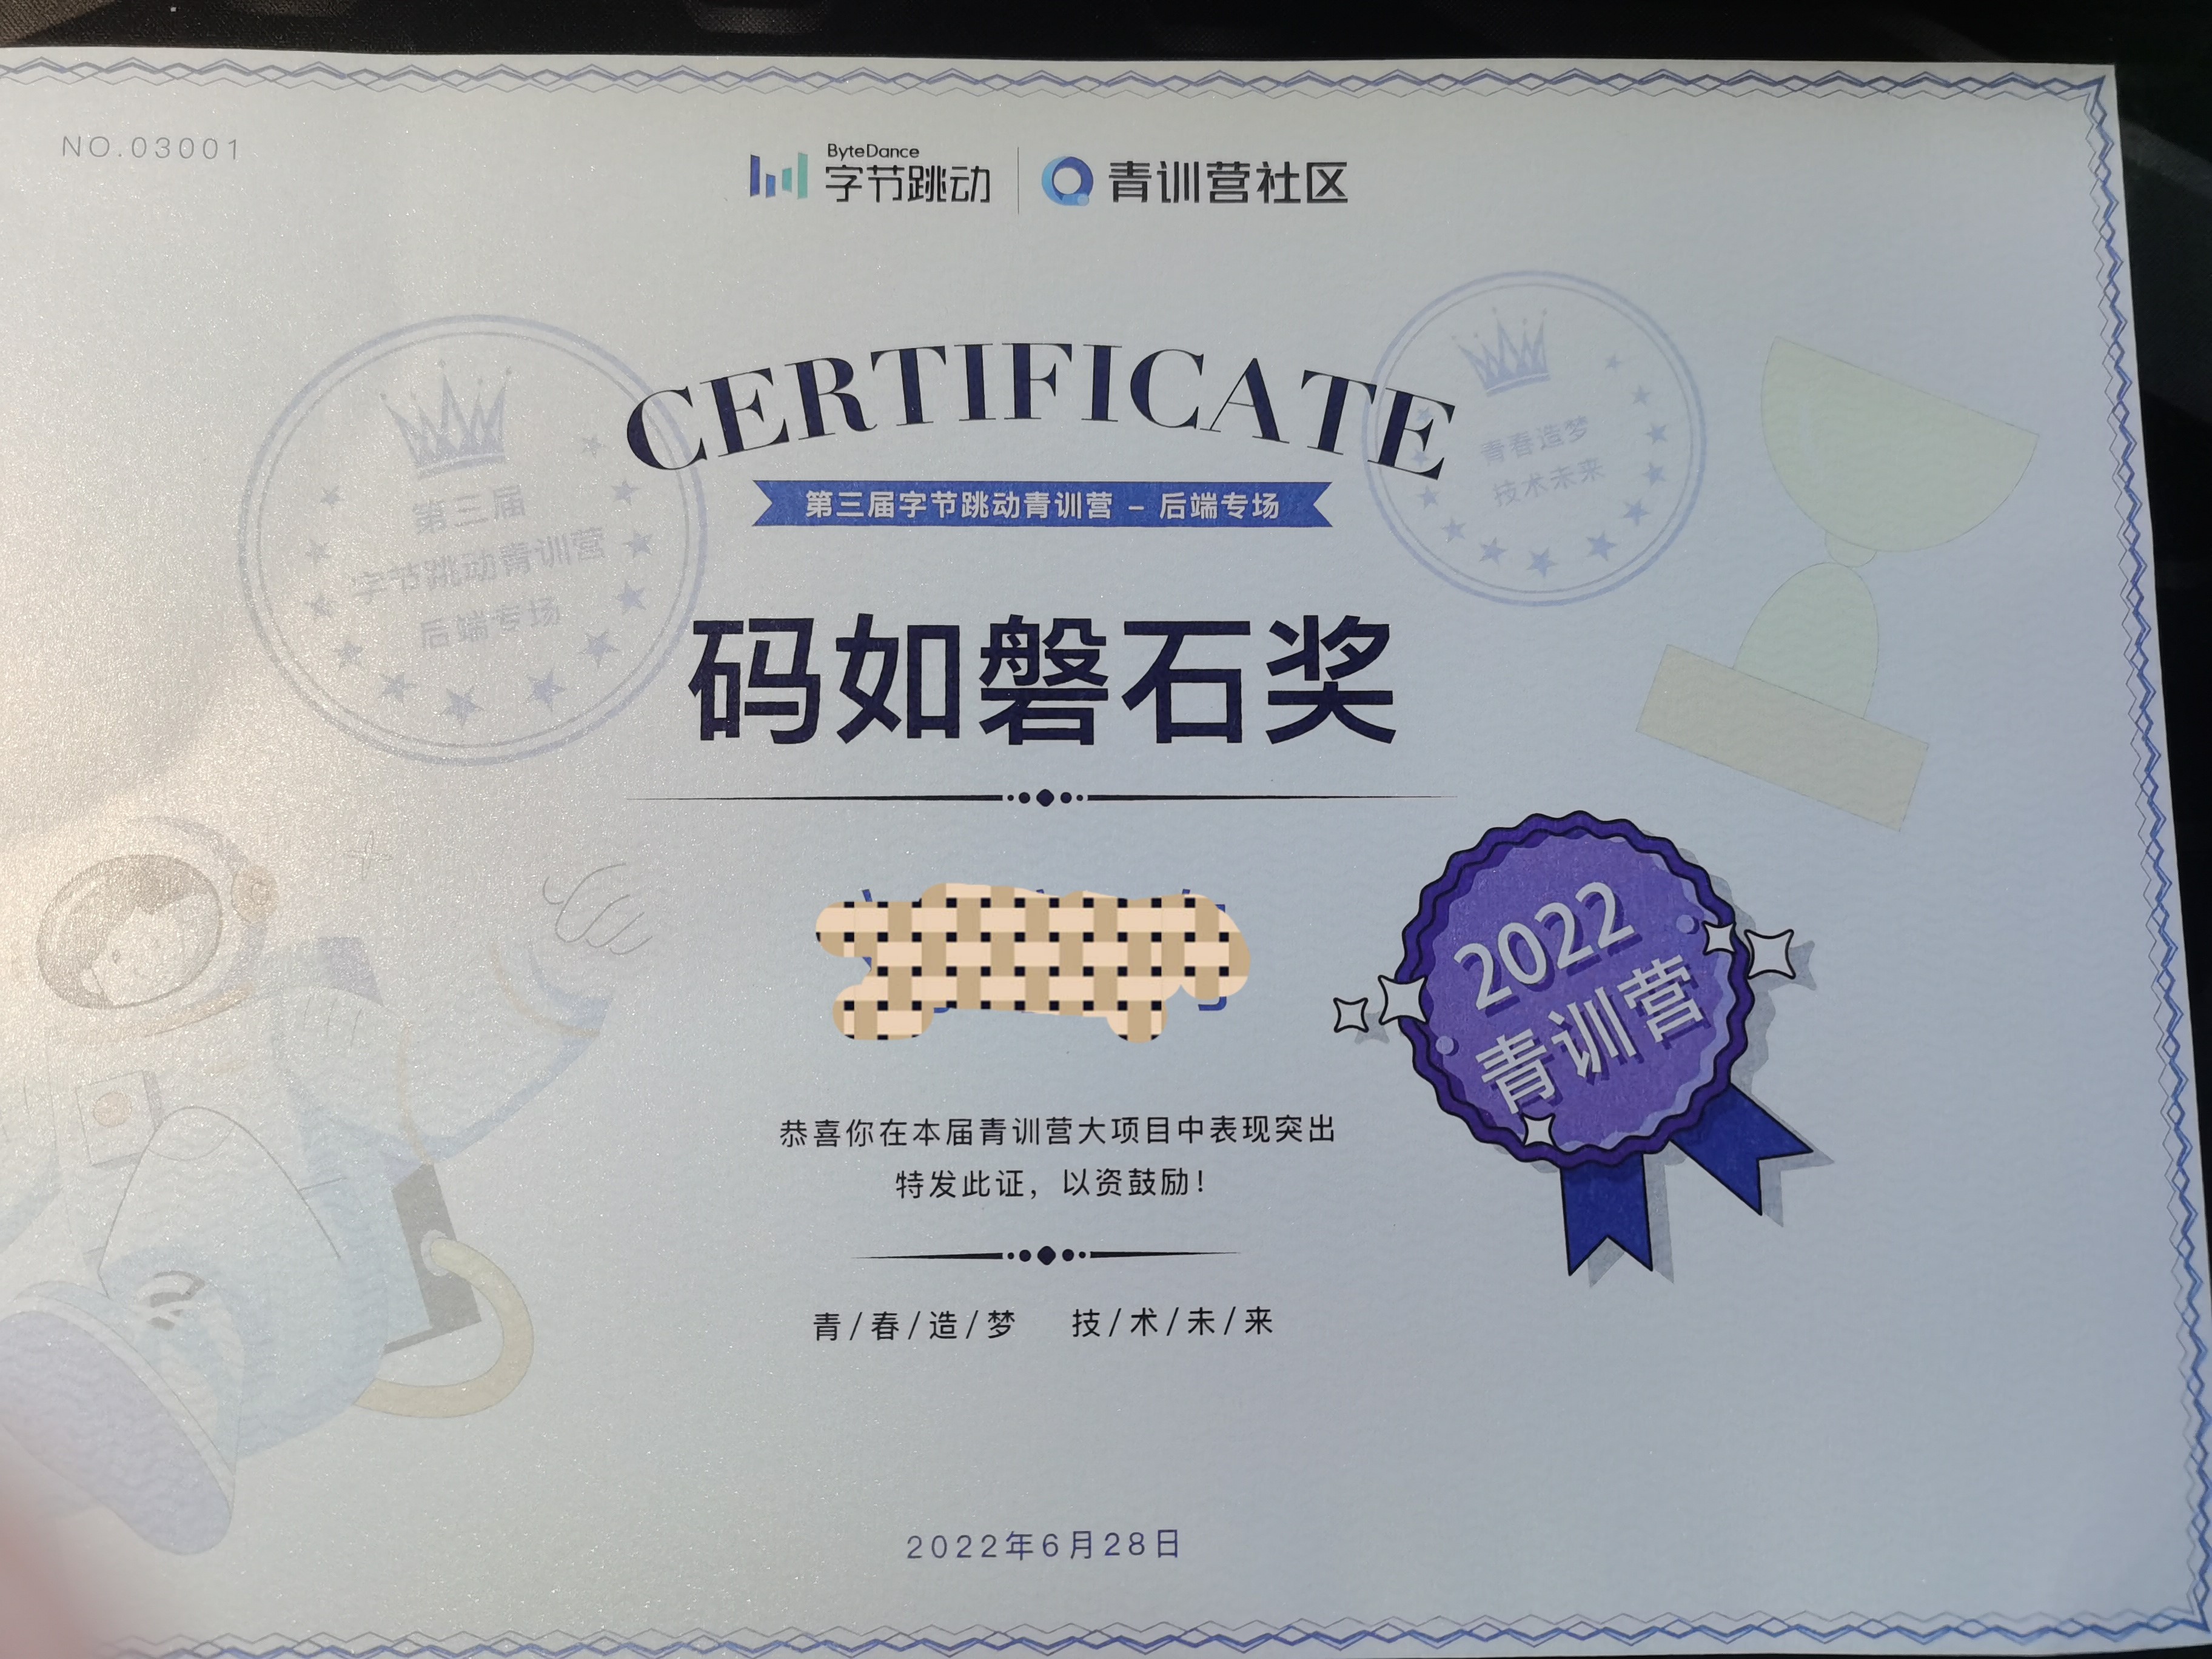 NO.03001
ByteDance
字节跳动
青训营社区
CERTIFICATE
第三届字节跳动青训营 – 后端专场
第三届
字节跳动青训营
后端专场
青春造梦
技术未来
码如磐石奖
2022
青训营
恭喜你在本届青训营大项目中表现突出
特发此证，以资鼓励！
青/春/造/梦 技/术/未/来
2022年6月28日